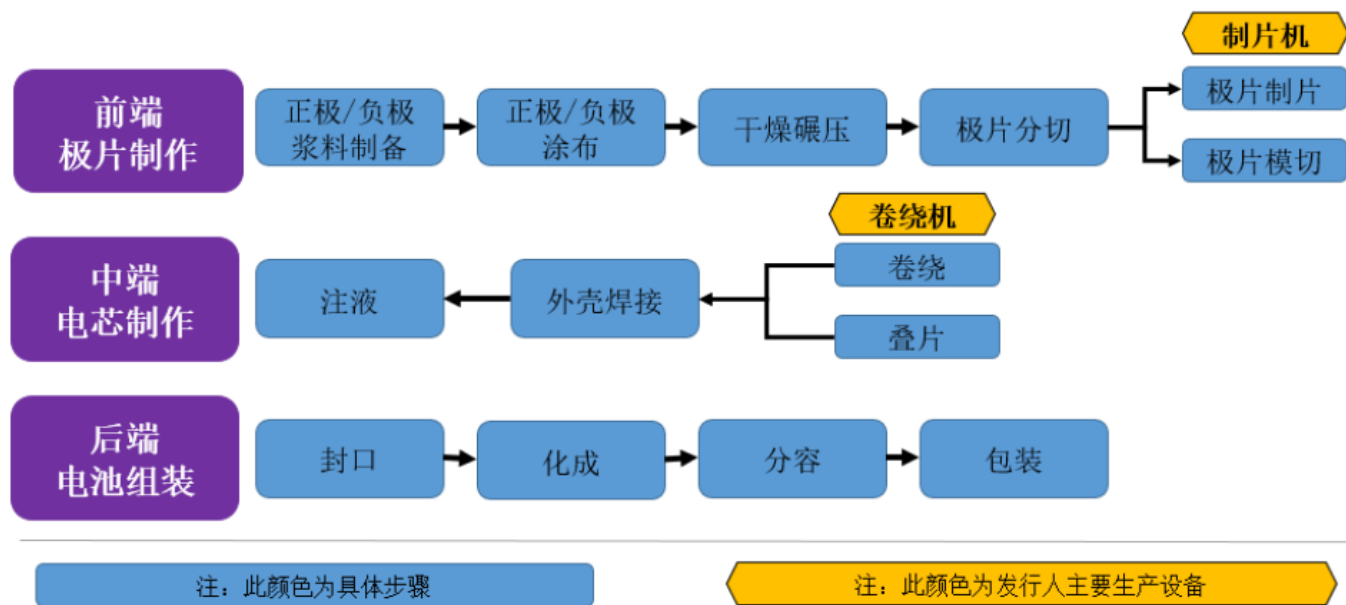 制片机
前端
极片制作
正极/负极
浆料制备
正极/负极
涂布
干燥碾压
极片分切
极片制片
极片模切
卷绕机
中端
电芯制作
注液
外壳焊接
卷绕
叠片
后端
电池组装
封口
化成
分容
包装
注：此颜色为具体步骤
注：此颜色为发行人主要生产设备